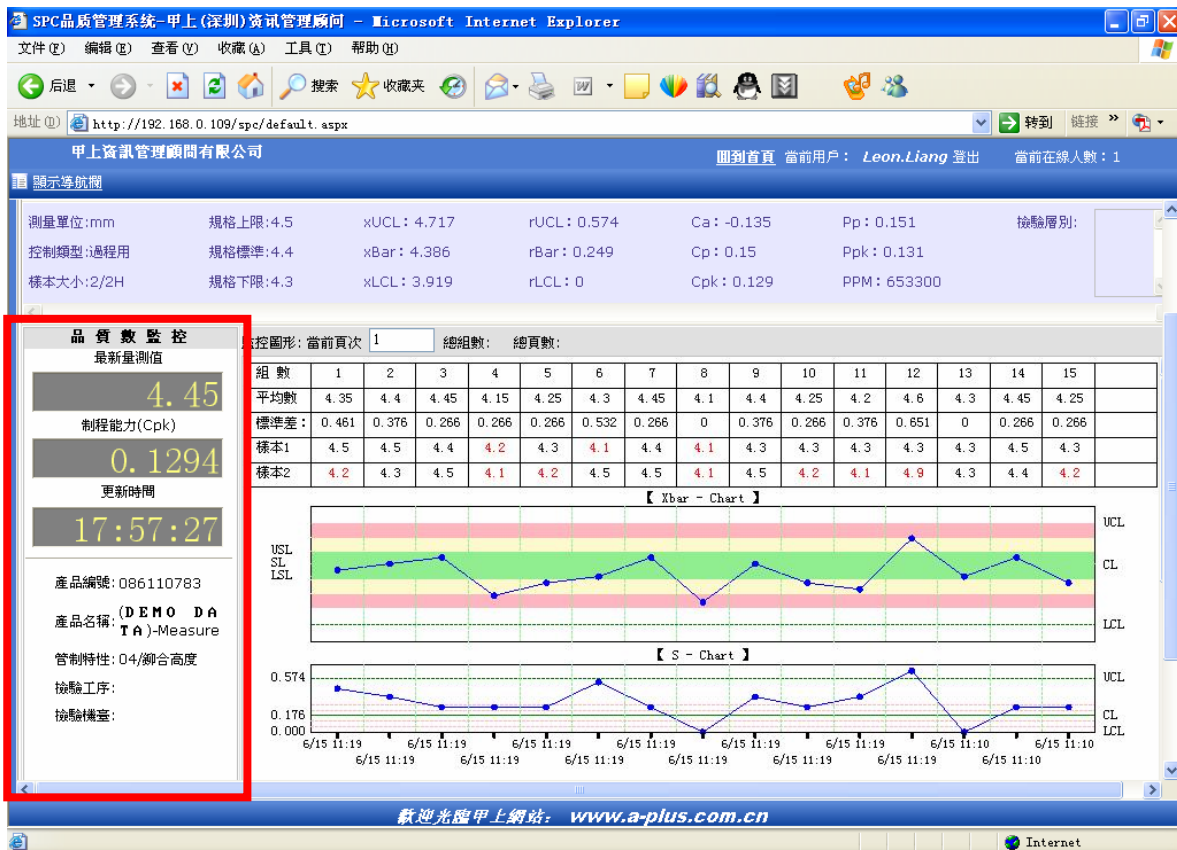 SPC品质管理系统-甲上(深圳)资讯管理顾问 - Microsoft Internet Explorer
文件(F) 编辑(E) 查看(V) 收藏(A) 工具(T) 帮助(H)
后退 搜索 收藏夹
地址(D) http://192.168.0.109/spc/default.aspx 转到 链接 »
甲上資訊管理顧問有限公司 回到首頁 當前用戶： Leon.Liang 登出 當前在線人數：1
顯示導航欄
測量單位:mm 規格上限:4.5 xUCL：4.717 rUCL：0.574 Ca：-0.135 Pp：0.151 檢驗層別:
控制類型:過程用 規格標準:4.4 xBar：4.386 rBar：0.249 Cp：0.15 Ppk：0.131
樣本大小:2/2H 規格下限:4.3 xLCL：3.919 rLCL：0 Cpk：0.129 PPM：653300
品 質 數 監 控
最新量測值
4.45
制程能力(Cpk)
0.1294
更新時間
17:57:27
產品編號:086110783
產品名稱:(DEMO DA
TA)-Measure
管制特性:04/鉚合高度
檢驗工序:
檢驗機臺:
監控圖形:當前頁次 1 總組數: 總頁數:
組 數 1 2 3 4 5 6 7 8 9 10 11 12 13 14 15
平均數 4.35 4.4 4.45 4.15 4.25 4.3 4.45 4.1 4.4 4.25 4.2 4.6 4.3 4.45 4.25
標準差： 0.461 0.376 0.266 0.266 0.266 0.532 0.266 0 0.376 0.266 0.376 0.651 0 0.266 0.266
樣本1 4.5 4.5 4.4 4.2 4.3 4.1 4.4 4.1 4.3 4.3 4.3 4.3 4.3 4.5 4.3
樣本2 4.2 4.3 4.5 4.1 4.2 4.5 4.5 4.1 4.5 4.2 4.1 4.9 4.3 4.4 4.2
【 Xbar - Chart 】
UCL
USL
SL CL
LSL
LCL
【 S - Chart 】
0.574 UCL
0.176 CL
0.000 LCL
6/15 11:19 6/15 11:19 6/15 11:19 6/15 11:19 6/15 11:19 6/15 11:19 6/15 11:10 6/15 11:10
6/15 11:19 6/15 11:19 6/15 11:19 6/15 11:19 6/15 11:19 6/15 11:19 6/15 11:10
歡迎光臨甲上網站： www.a-plus.com.cn
Internet